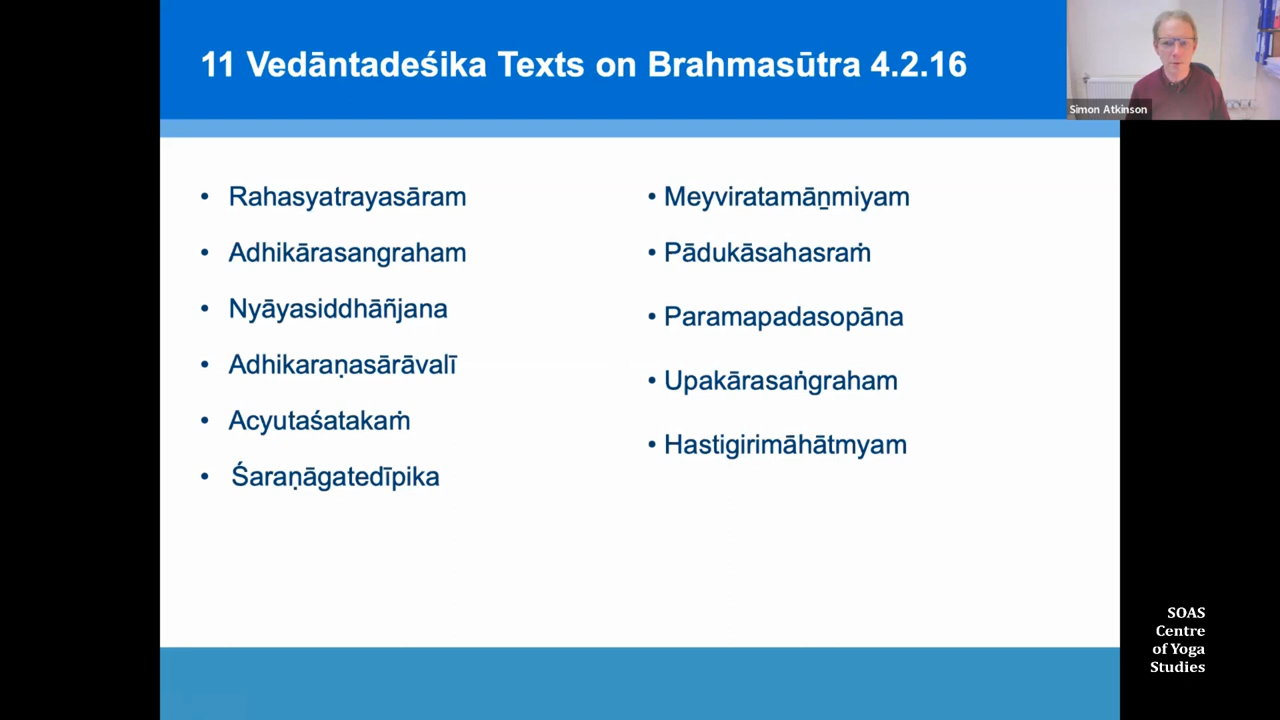 11 Vedāntadeśika Texts on Brahmasūtra 4.2.16
Simon Atkinson
• Rahasyatrayasāram
• Adhikārasangraham
• Nyāyasiddhāñjana
• Adhikaraṇasārāvalī
• Acyutaśatakaṁ
• Śaraṇāgatedīpika
• Meyviratamāṉmiyam
• Pādukāsahasraṁ
• Paramapadasopāna
• Upakārasaṅgraham
• Hastigirimāhātmyam
SOAS
Centre
of Yoga
Studies